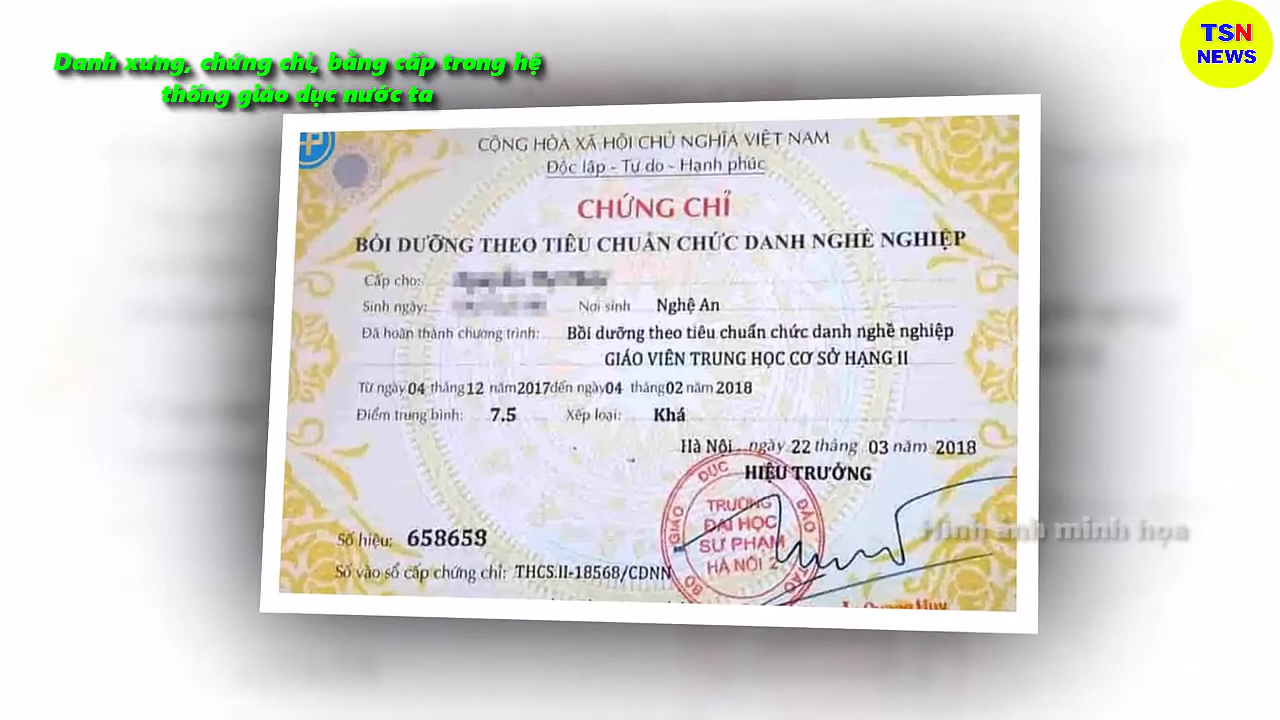 Danh xưng, chứng chỉ, bằng cấp trong hệ
thống giáo dục nước ta
TSN
NEWS
CỘNG HÒA XÃ HỘI CHỦ NGHĨA VIỆT NAM
Độc lập - Tự do - Hạnh phúc
CHỨNG CHỈ
BỒI DƯỠNG THEO TIÊU CHUẨN CHỨC DANH NGHỀ NGHIỆP
Cấp cho:
Sinh ngày: Nơi sinh Nghệ An
Đã hoàn thành chương trình: Bồi dưỡng theo tiêu chuẩn chức danh nghề nghiệp
GIÁO VIÊN TRUNG HỌC CƠ SỞ HẠNG II
Từ ngày 04 tháng 12 năm 2017 đến ngày 04 tháng 02 năm 2018
Điểm trung bình: 7.5 Xếp loại: Khá
Hà Nội, ngày 22 tháng 03 năm 2018
HIỆU TRƯỞNG
BỘ GIÁO DỤC ĐÀO TẠO
TRƯỜNG
ĐẠI HỌC
SƯ PHẠM
HÀ NỘI 2
Hình ảnh minh họa
Số hiệu: 658658
Số vào sổ cấp chứng chỉ: THCS.II-18568/CDNN